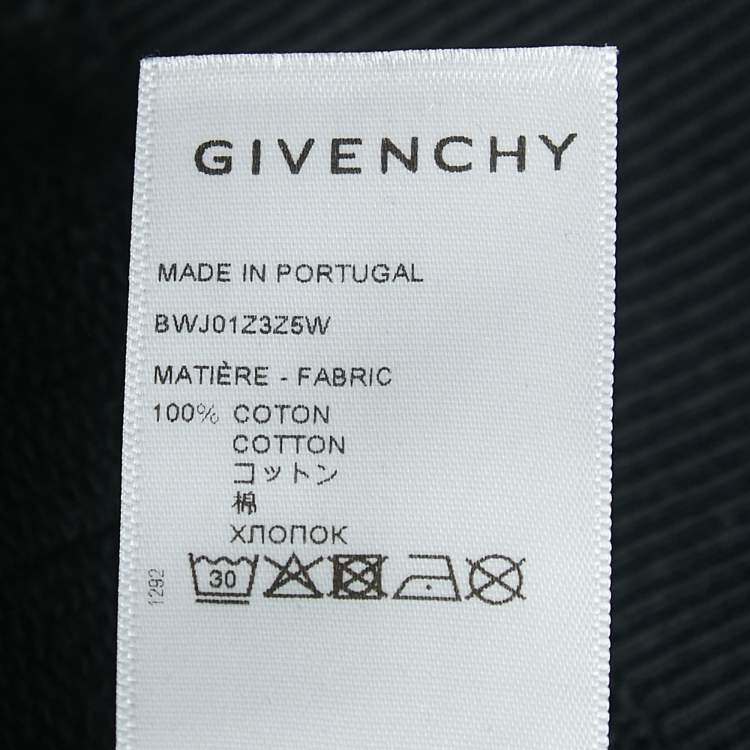 GIVENCHY
MADE IN PORTUGAL
BWJ01Z3Z5W
MATIÈRE - FABRIC
100% COTON
COTTON
コットン
棉
ХЛОПОК
30
1292